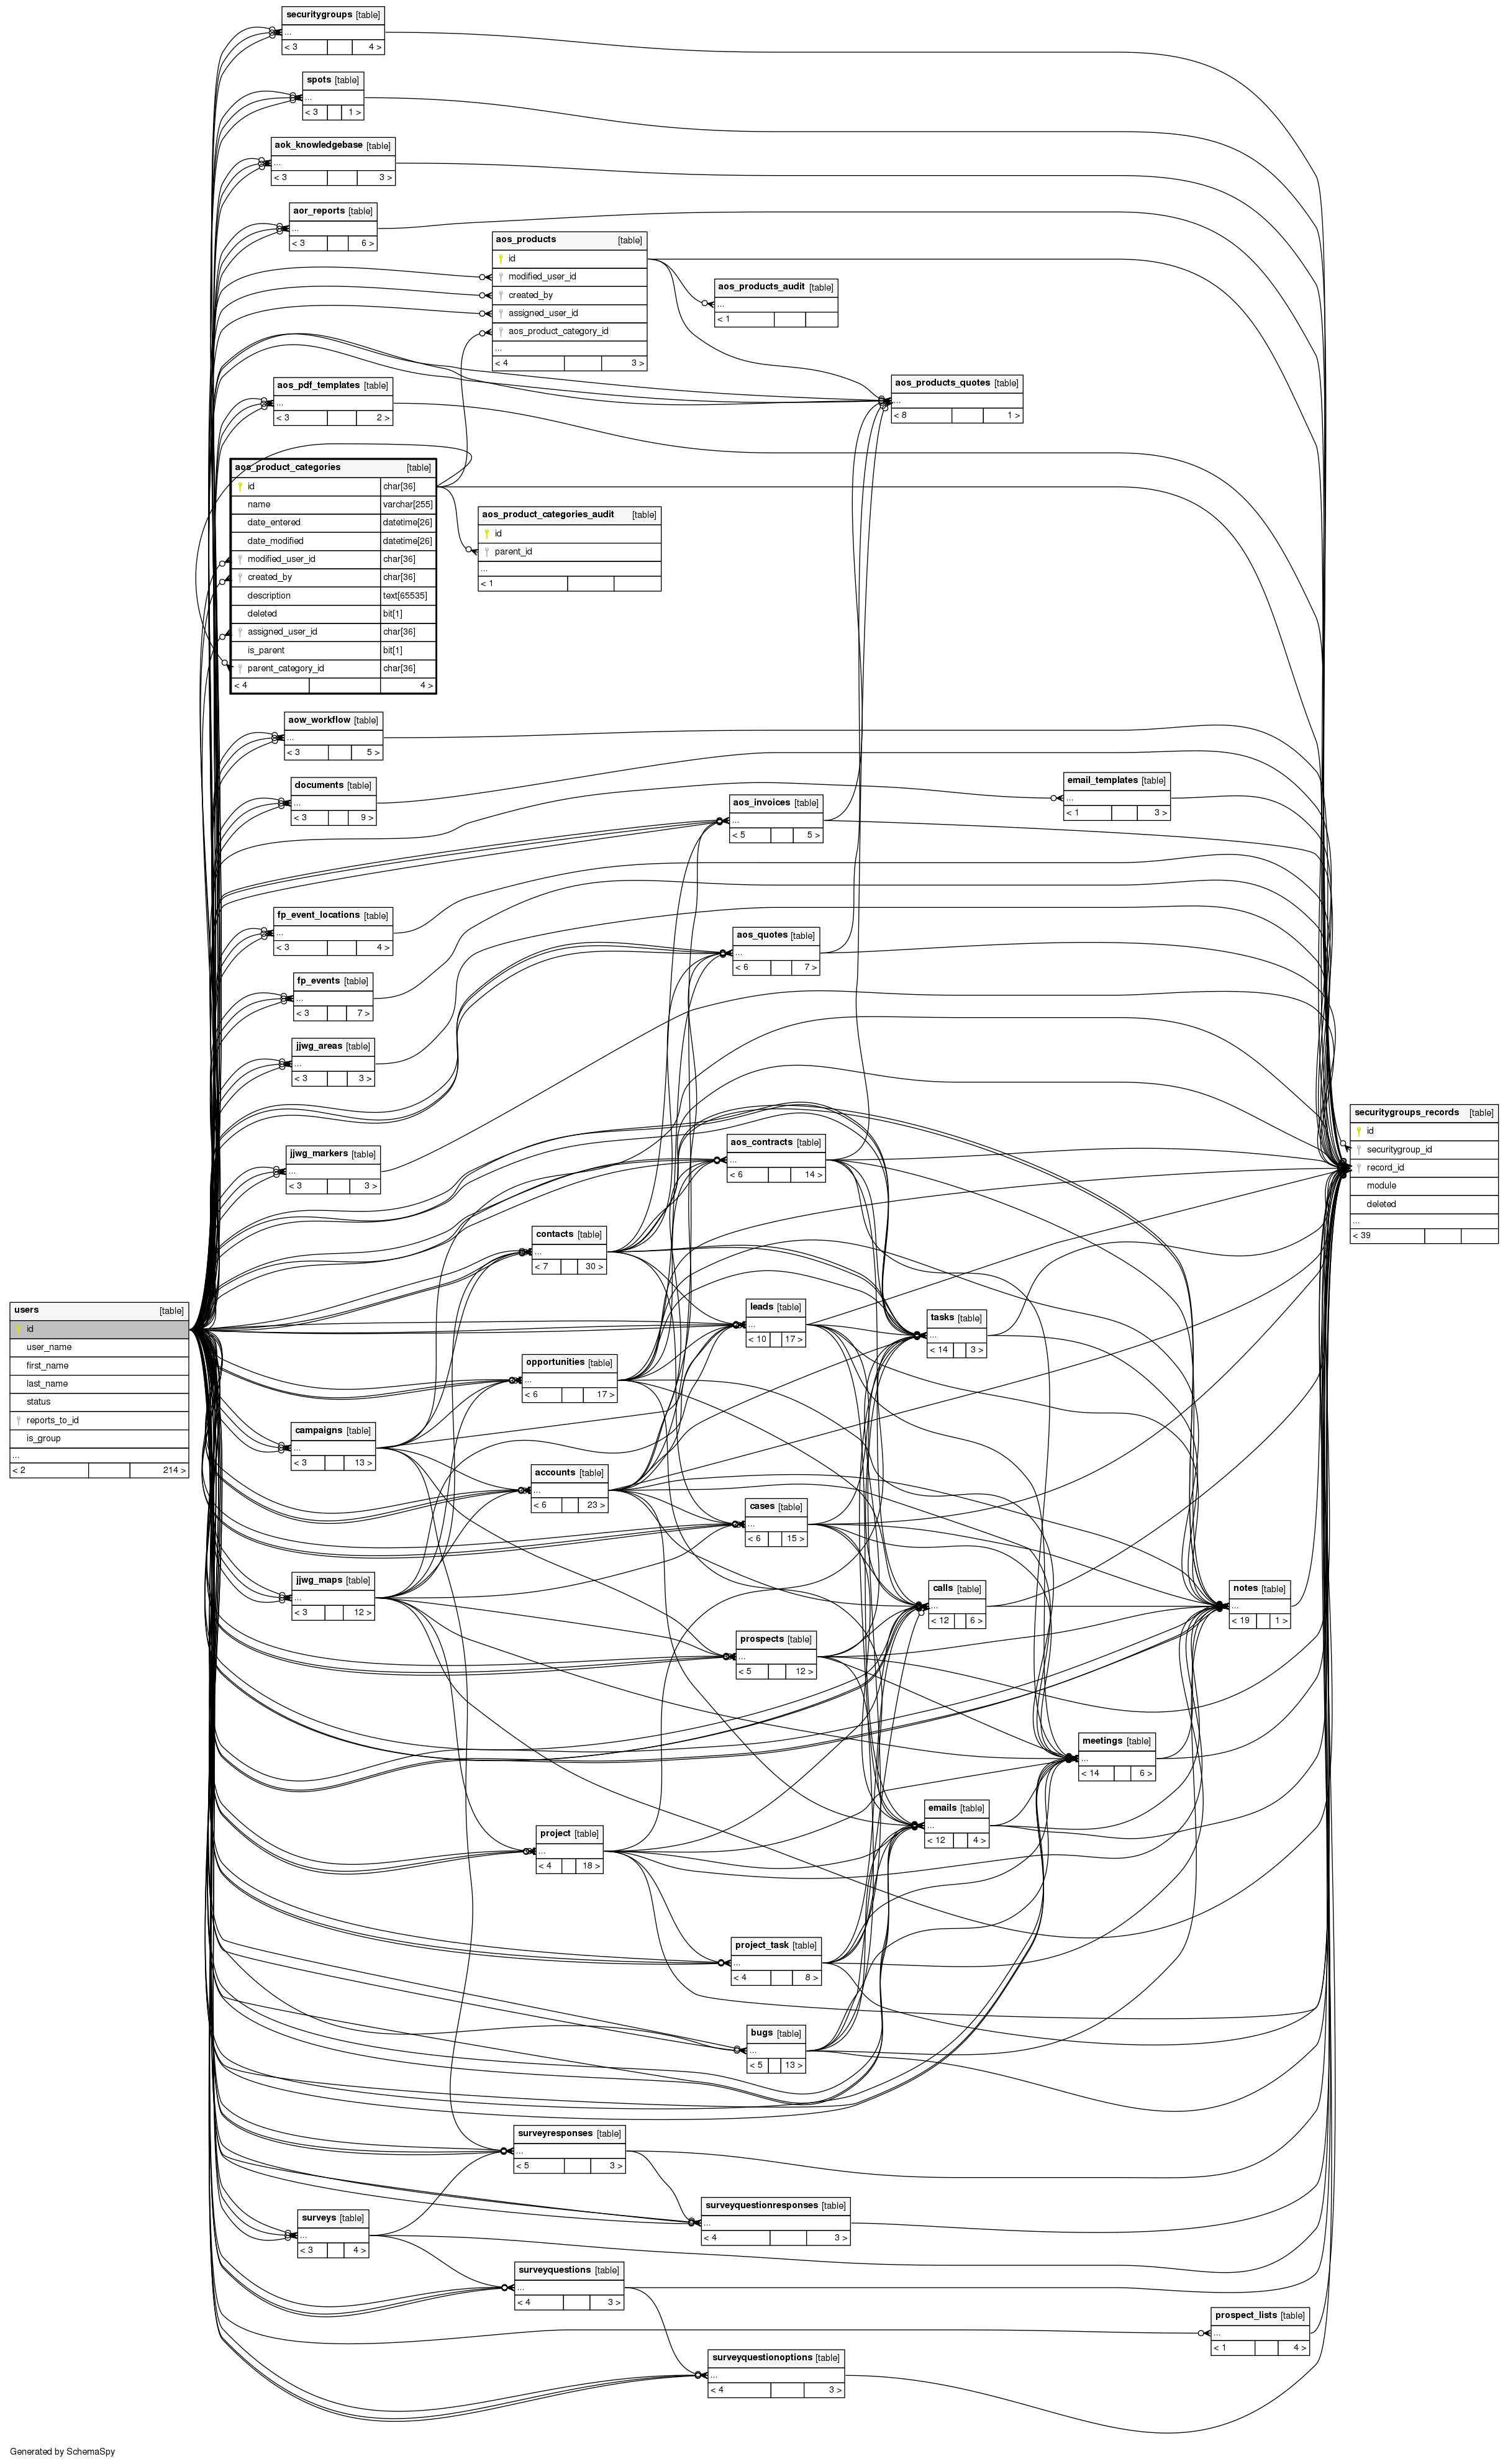 securitygroups [table]
...
< 3 4 >
spots [table]
...
< 3 1 >
aok_knowledgebase [table]
...
< 3 3 >
aor_reports [table]
...
< 3 6 >
aos_products [table]
id
modified_user_id
created_by
assigned_user_id
aos_product_category_id
...
< 4 3 >
aos_products_audit [table]
...
< 1
aos_products_quotes [table]
...
< 8 1 >
aos_pdf_templates [table]
...
< 3 2 >
aos_product_categories [table]
id char[36]
name varchar[255]
date_entered datetime[26]
date_modified datetime[26]
modified_user_id char[36]
created_by char[36]
description text[65535]
deleted bit[1]
assigned_user_id char[36]
is_parent bit[1]
parent_category_id char[36]
< 4 4 >
aos_product_categories_audit [table]
id
parent_id
...
< 1
aow_workflow [table]
...
< 3 5 >
documents [table]
...
< 3 9 >
email_templates [table]
...
< 1 3 >
aos_invoices [table]
...
< 5 5 >
fp_event_locations [table]
...
< 3 4 >
aos_quotes [table]
...
< 6 7 >
fp_events [table]
...
< 3 7 >
jjwg_areas [table]
...
< 3 3 >
securitygroups_records [table]
id
securitygroup_id
record_id
module
deleted
...
< 39
aos_contracts [table]
...
< 6 14 >
jjwg_markers [table]
...
< 3 3 >
contacts [table]
...
< 7 30 >
users [table]
id
user_name
first_name
last_name
status
reports_to_id
is_group
...
< 2 214 >
leads [table]
...
< 10 17 >
tasks [table]
...
< 14 3 >
opportunities [table]
...
< 6 17 >
campaigns [table]
...
< 3 13 >
accounts [table]
...
< 6 23 >
cases [table]
...
< 6 15 >
jjwg_maps [table]
...
< 3 12 >
calls [table]
...
< 12 6 >
notes [table]
...
< 19 1 >
prospects [table]
...
< 5 12 >
meetings [table]
...
< 14 6 >
emails [table]
...
< 12 4 >
project [table]
...
< 4 18 >
project_task [table]
...
< 4 8 >
bugs [table]
...
< 5 13 >
surveyresponses [table]
...
< 5 3 >
surveyquestionresponses [table]
...
< 4 3 >
surveys [table]
...
< 3 4 >
surveyquestions [table]
...
< 4 3 >
prospect_lists [table]
...
< 1 4 >
surveyquestionoptions [table]
...
< 4 3 >
Generated by SchemaSpy